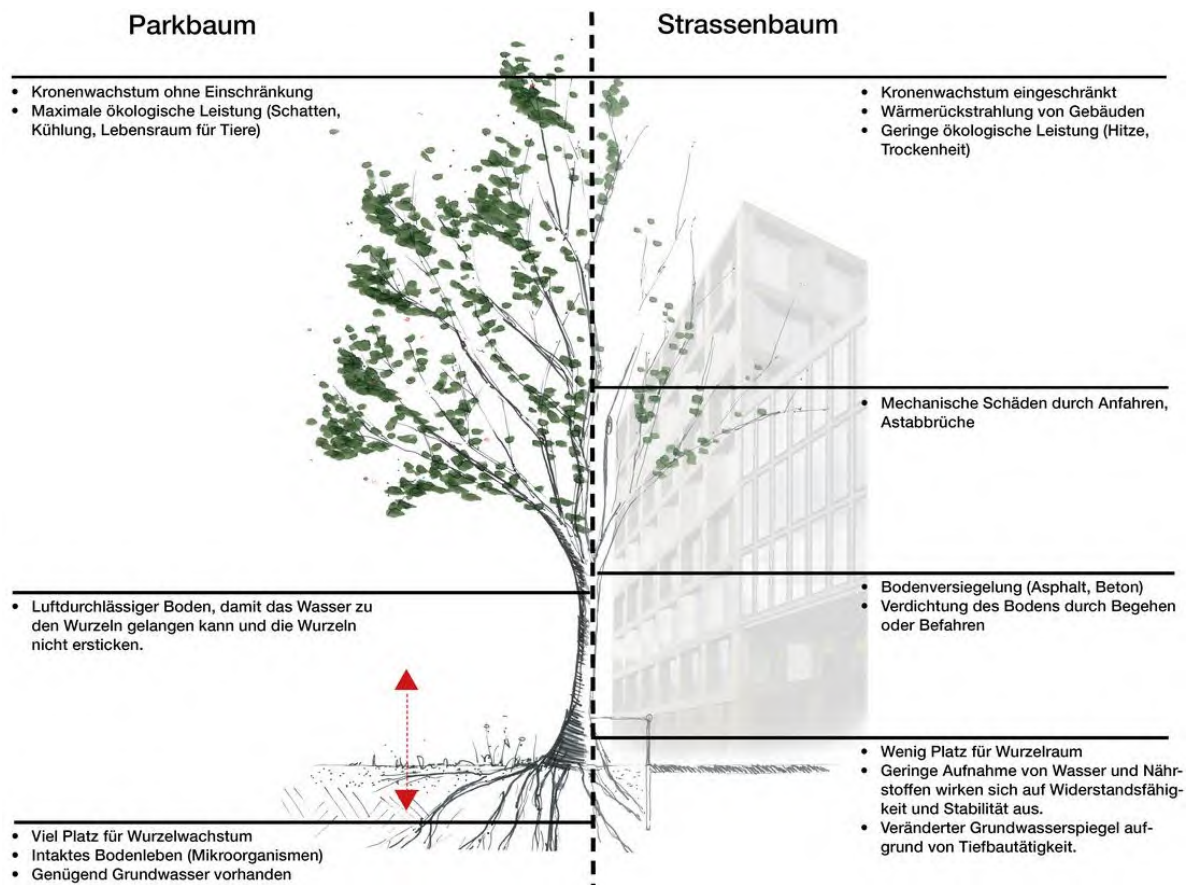 Parkbaum
• Kronenwachstum ohne Einschränkung
• Maximale ökologische Leistung (Schatten,
Kühlung, Lebensraum für Tiere)
• Luftdurchlässiger Boden, damit das Wasser zu
den Wurzeln gelangen kann und die Wurzeln
nicht ersticken.
• Viel Platz für Wurzelwachstum
• Intaktes Bodenleben (Mikroorganismen)
• Genügend Grundwasser vorhanden
Strassenbaum
• Kronenwachstum eingeschränkt
• Wärmerückstrahlung von Gebäuden
• Geringe ökologische Leistung (Hitze,
Trockenheit)
• Mechanische Schäden durch Anfahren,
Astabbrüche
• Bodenversiegelung (Asphalt, Beton)
• Verdichtung des Bodens durch Begehen
oder Befahren
• Wenig Platz für Wurzelraum
• Geringe Aufnahme von Wasser und Nähr-
stoffen wirken sich auf Widerstandsfähig-
keit und Stabilität aus.
• Veränderter Grundwasserspiegel auf-
grund von Tiefbautätigkeit.